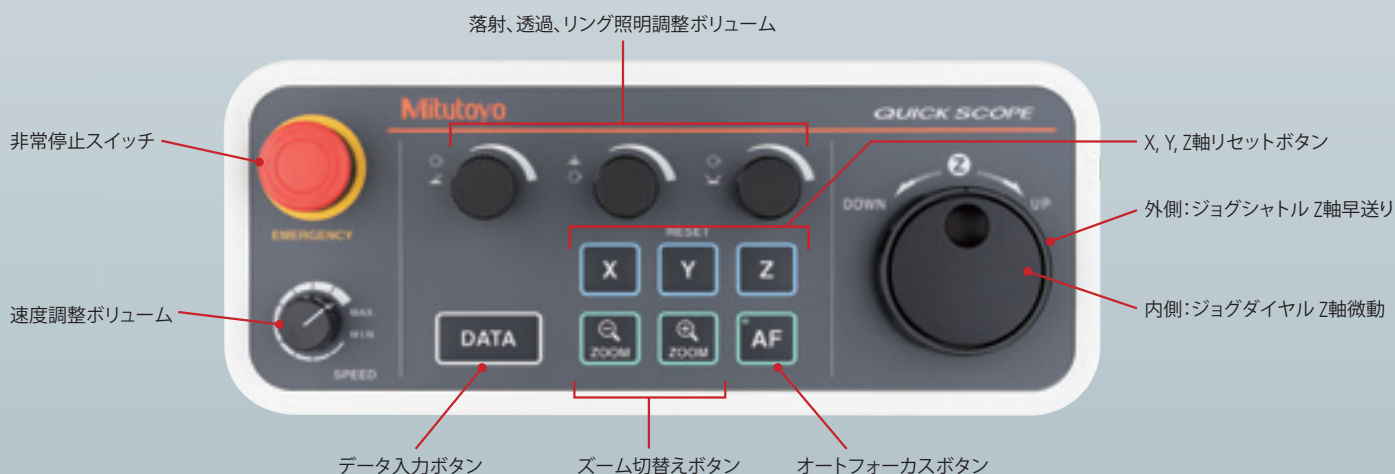 落射、透過、リング照明調整ボリューム
Mitutoyo
QUICK SCOPE
非常停止スイッチ
X, Y, Z軸リセットボタン
Z
DOWN
UP
外側:ジョグシャトル Z軸早送り
EMERGENCY
RESET
X
Y
Z
内側:ジョグダイヤル Z軸微動
速度調整ボリューム
MAX.
MIN.
SPEED
DATA
ZOOM
ZOOM
AF
データ入力ボタン
ズーム切替えボタン
オートフォーカスボタン